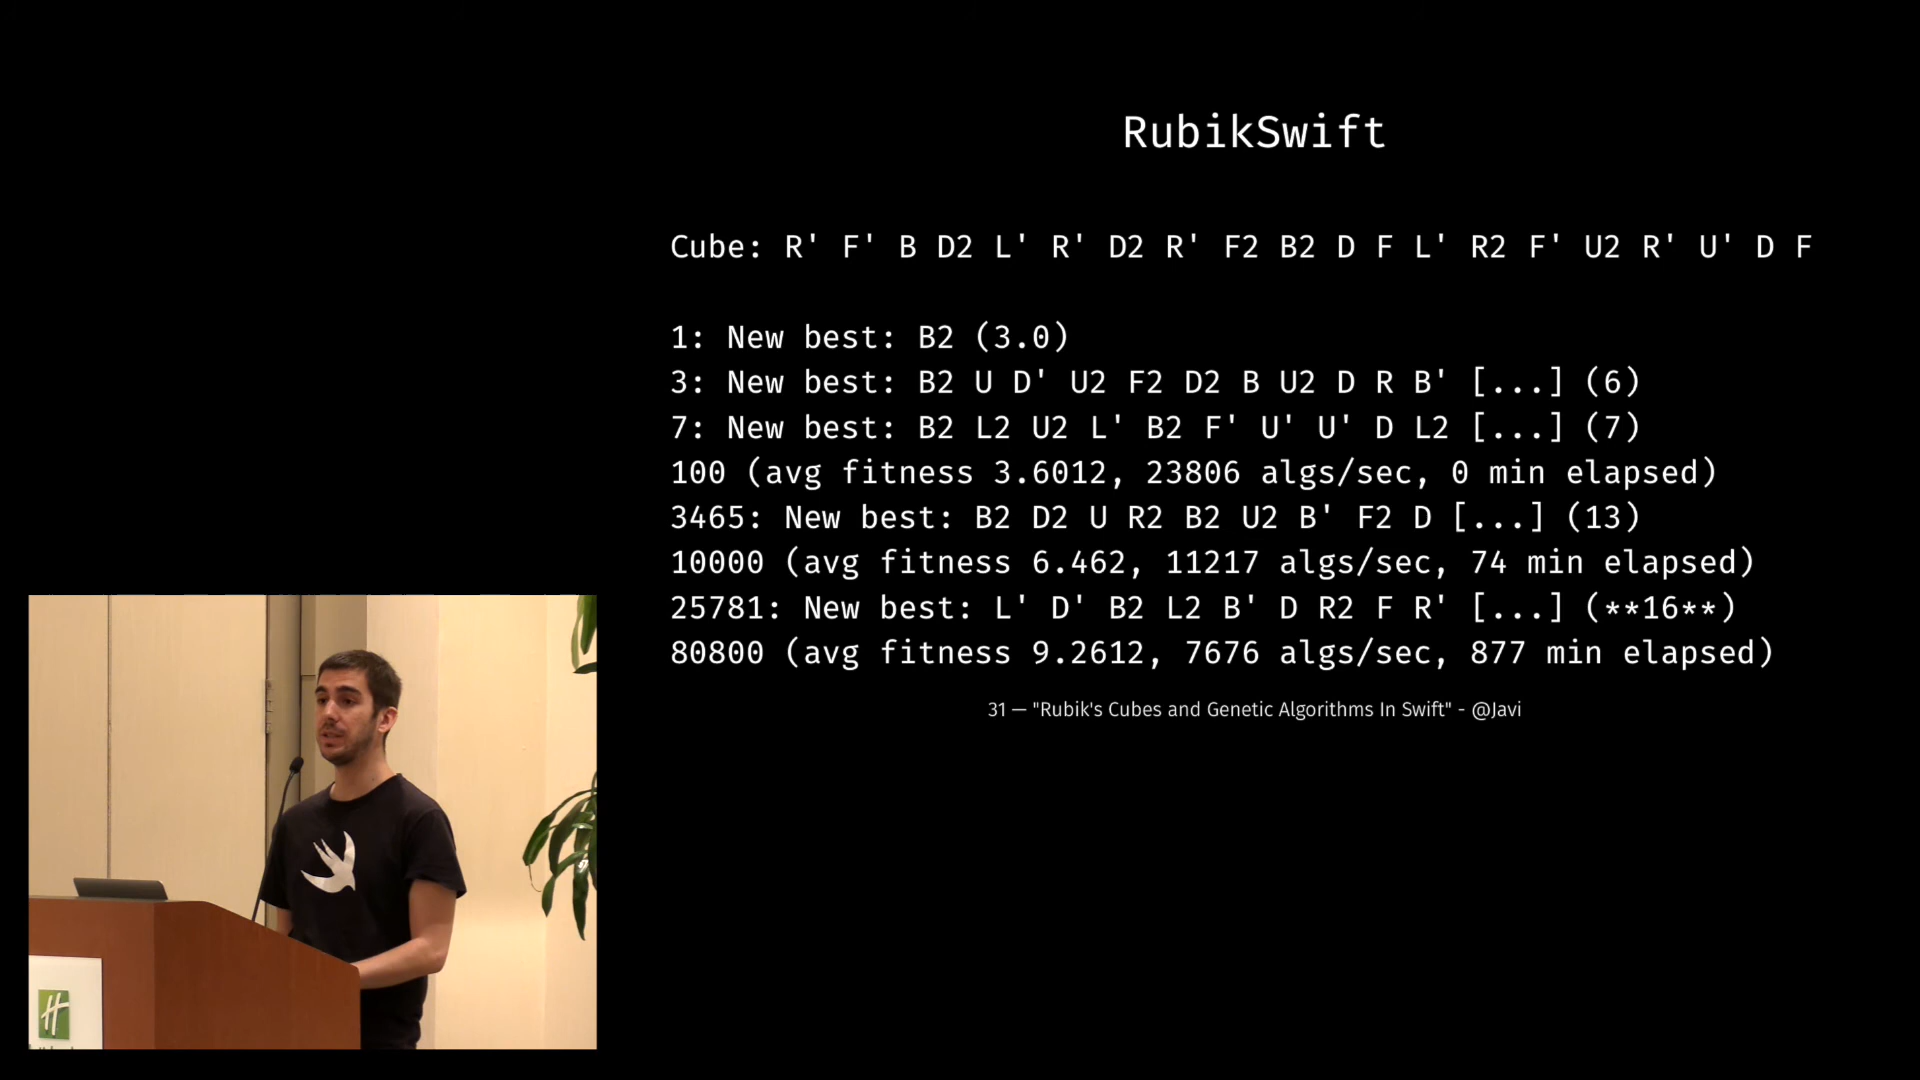 RubikSwift
Cube: R' F' B D2 L' R' D2 R' F2 B2 D F L' R2 F' U2 R' U' D F
1: New best: B2 (3.0)
3: New best: B2 U D' U2 F2 D2 B U2 D R B' [...] (6)
7: New best: B2 L2 U2 L' B2 F' U' U' D L2 [...] (7)
100 (avg fitness 3.6012, 23806 algs/sec, 0 min elapsed)
3465: New best: B2 D2 U R2 B2 U2 B' F2 D [...] (13)
10000 (avg fitness 6.462, 11217 algs/sec, 74 min elapsed)
25781: New best: L' D' B2 L2 B' D R2 F R' [...] (**16**)
80800 (avg fitness 9.2612, 7676 algs/sec, 877 min elapsed)
31 — "Rubik's Cubes and Genetic Algorithms In Swift" - @Javi
H